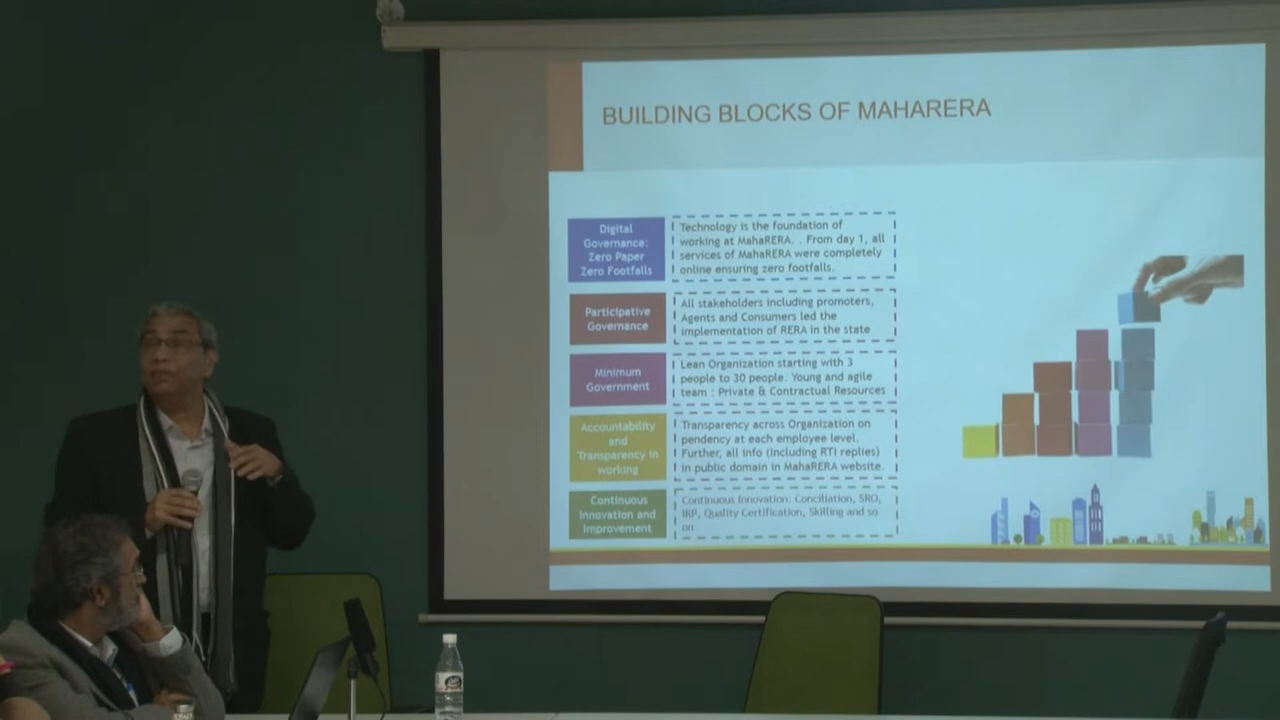 BUILDING BLOCKS OF MAHARERA
Digital
Governance:
Zero Paper
Zero Footfalls
Technology is the foundation of
working at MahaRERA. . From day 1, all
services of MahaRERA were completely
online ensuring zero footfalls.
Participative
Governance
All stakeholders including promoters,
Agents and Consumers led the
implementation of RERA in the state
Minimum
Government
Lean Organization starting with 3
people to 30 people. Young and agile
team : Private & Contractual Resources
Accountability
and
Transparency in
working
Transparency across Organization on
pendency at each employee level.
Further, all info (including RTI replies)
in public domain in MahaRERA website.
Continuous
Innovation and
Improvement
Continuous Innovation: Conciliation, SRO,
IRP, Quality Certification, Skilling and so
on